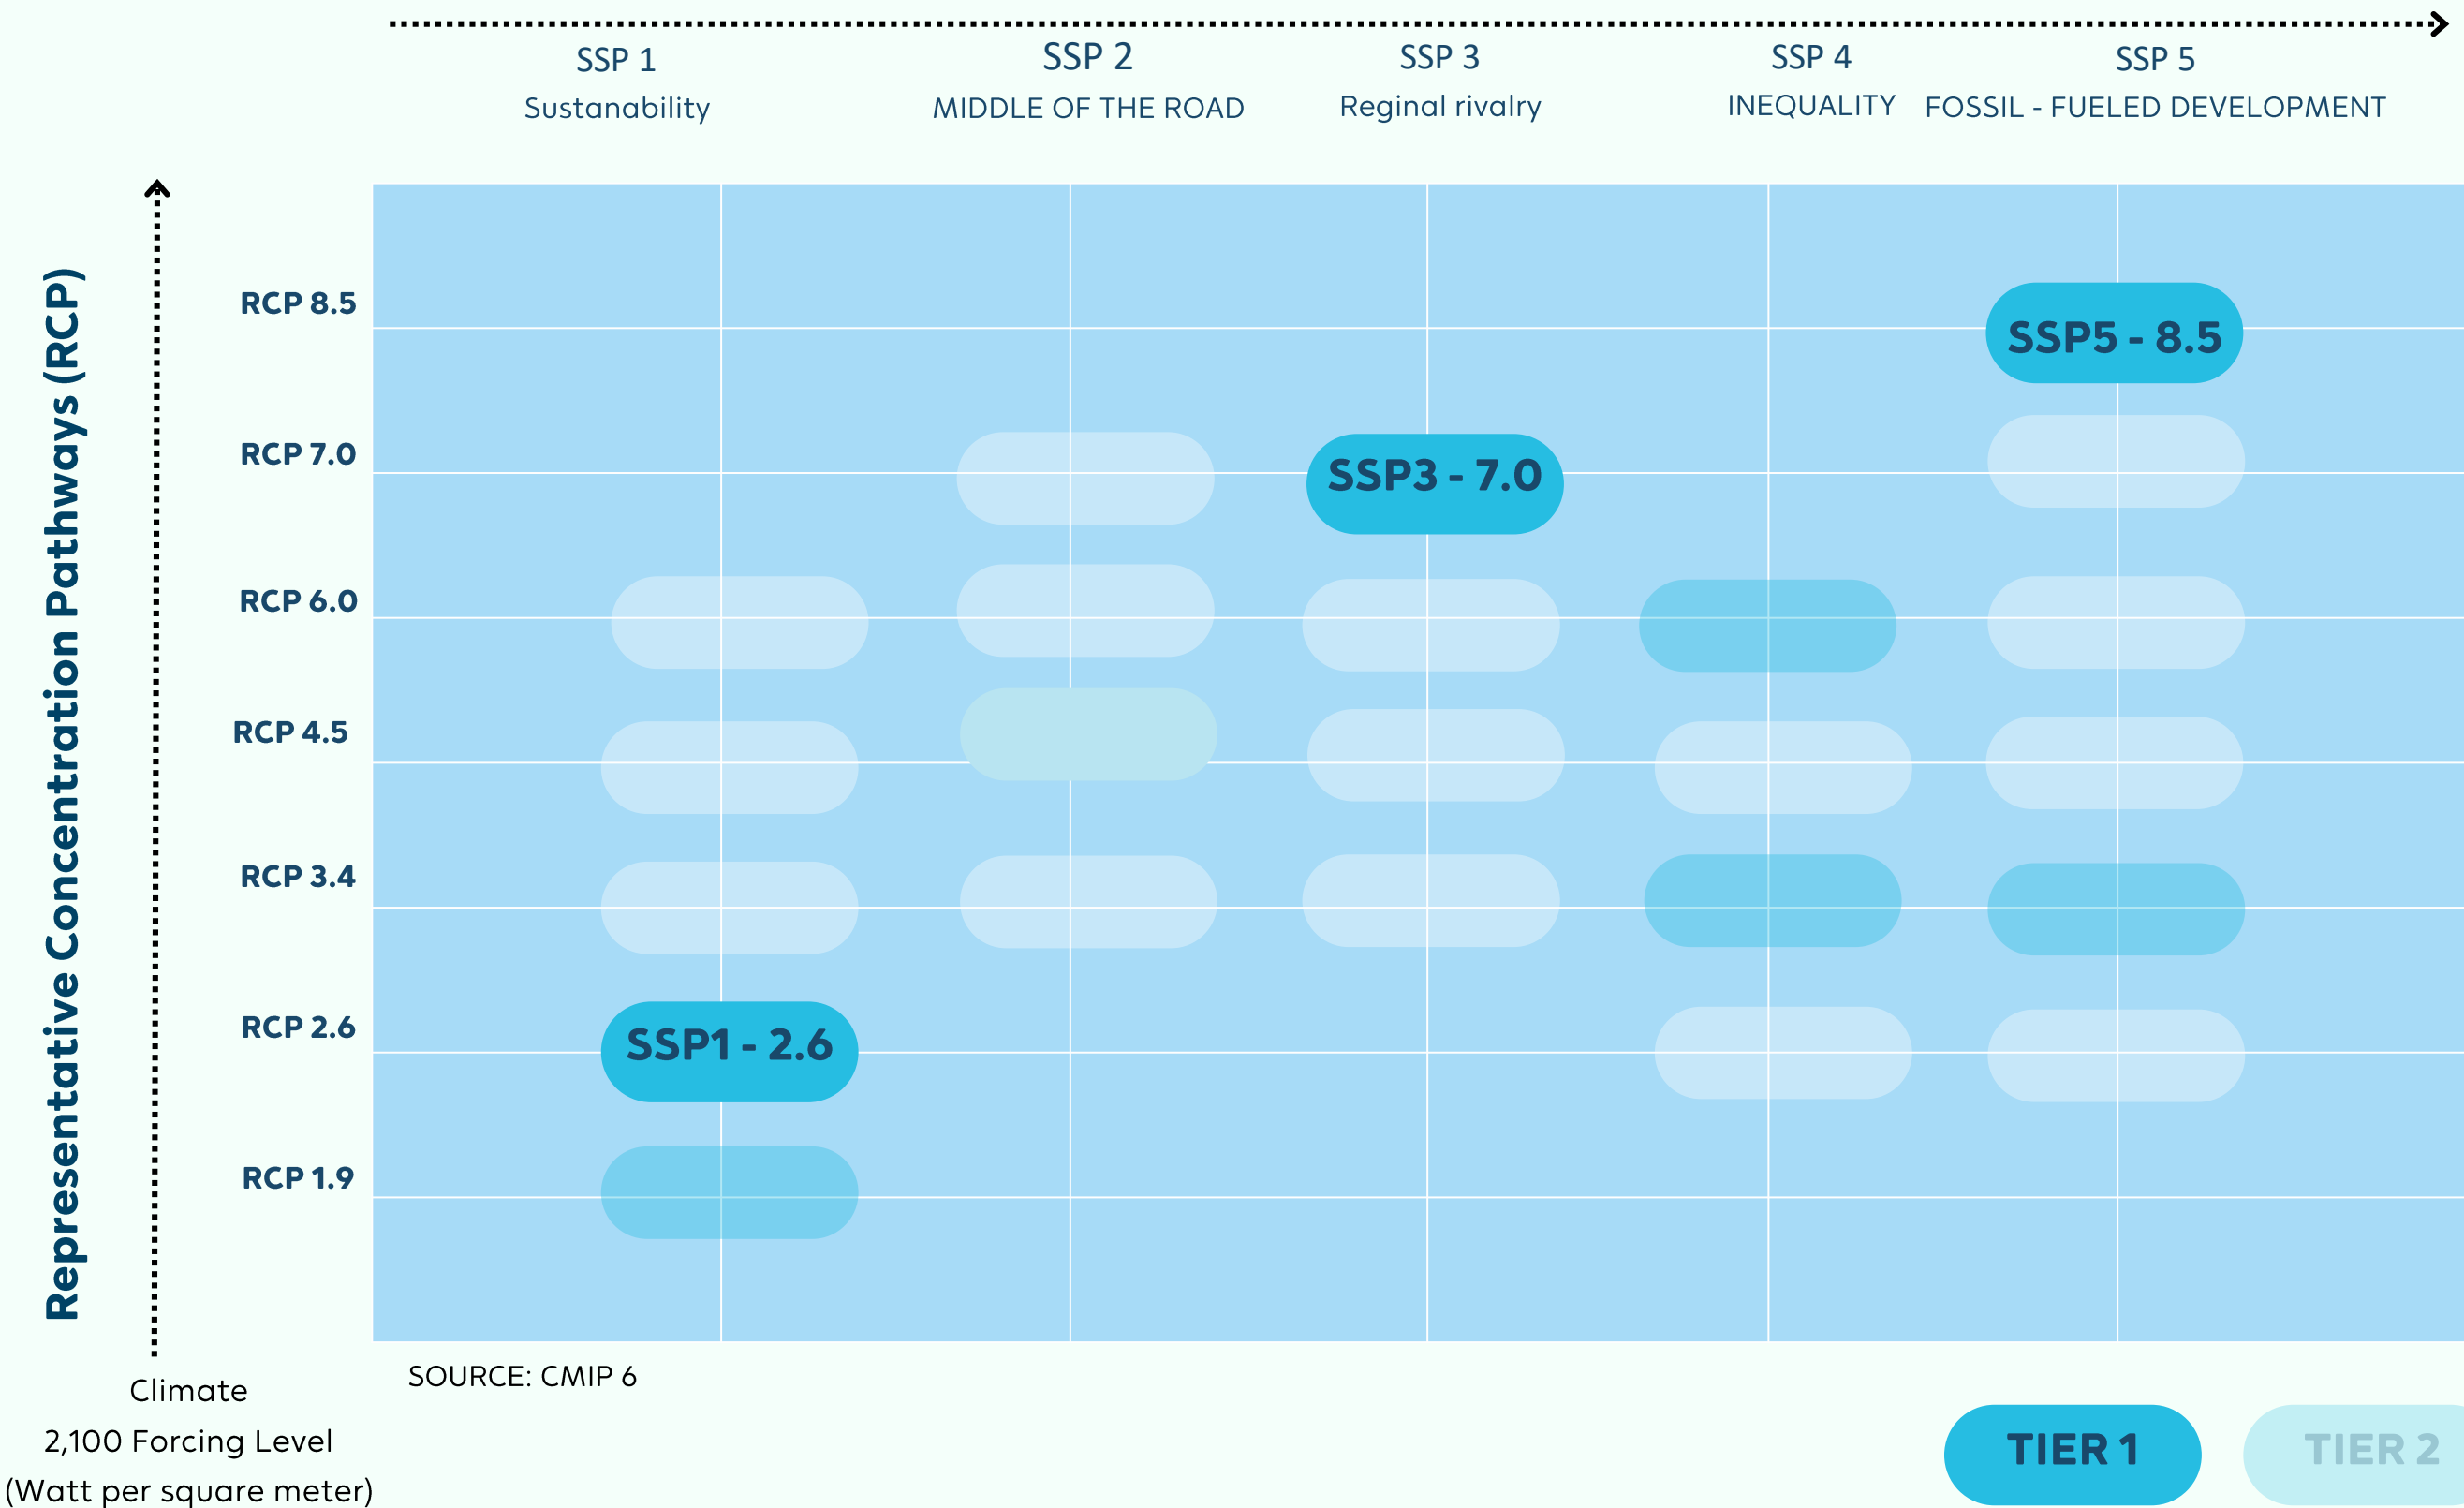 SSP 1
SSP 2
SSP 3
SSP 4
SSP 5
Sustanability
MIDDLE OF THE ROAD
Reginal rivalry
INEQUALITY
FOSSIL - FUELED DEVELOPMENT
Representative Concentration Pathways (RCP)
RCP 8.5
SSP5 - 8.5
RCP 7.0
SSP3 - 7.0
RCP 6.0
RCP 4.5
RCP 3.4
RCP 2.6
SSP1 - 2.6
RCP 1.9
SOURCE: CMIP 6
Climate
2,100 Forcing Level
(Watt per square meter)
TIER 1
TIER 2